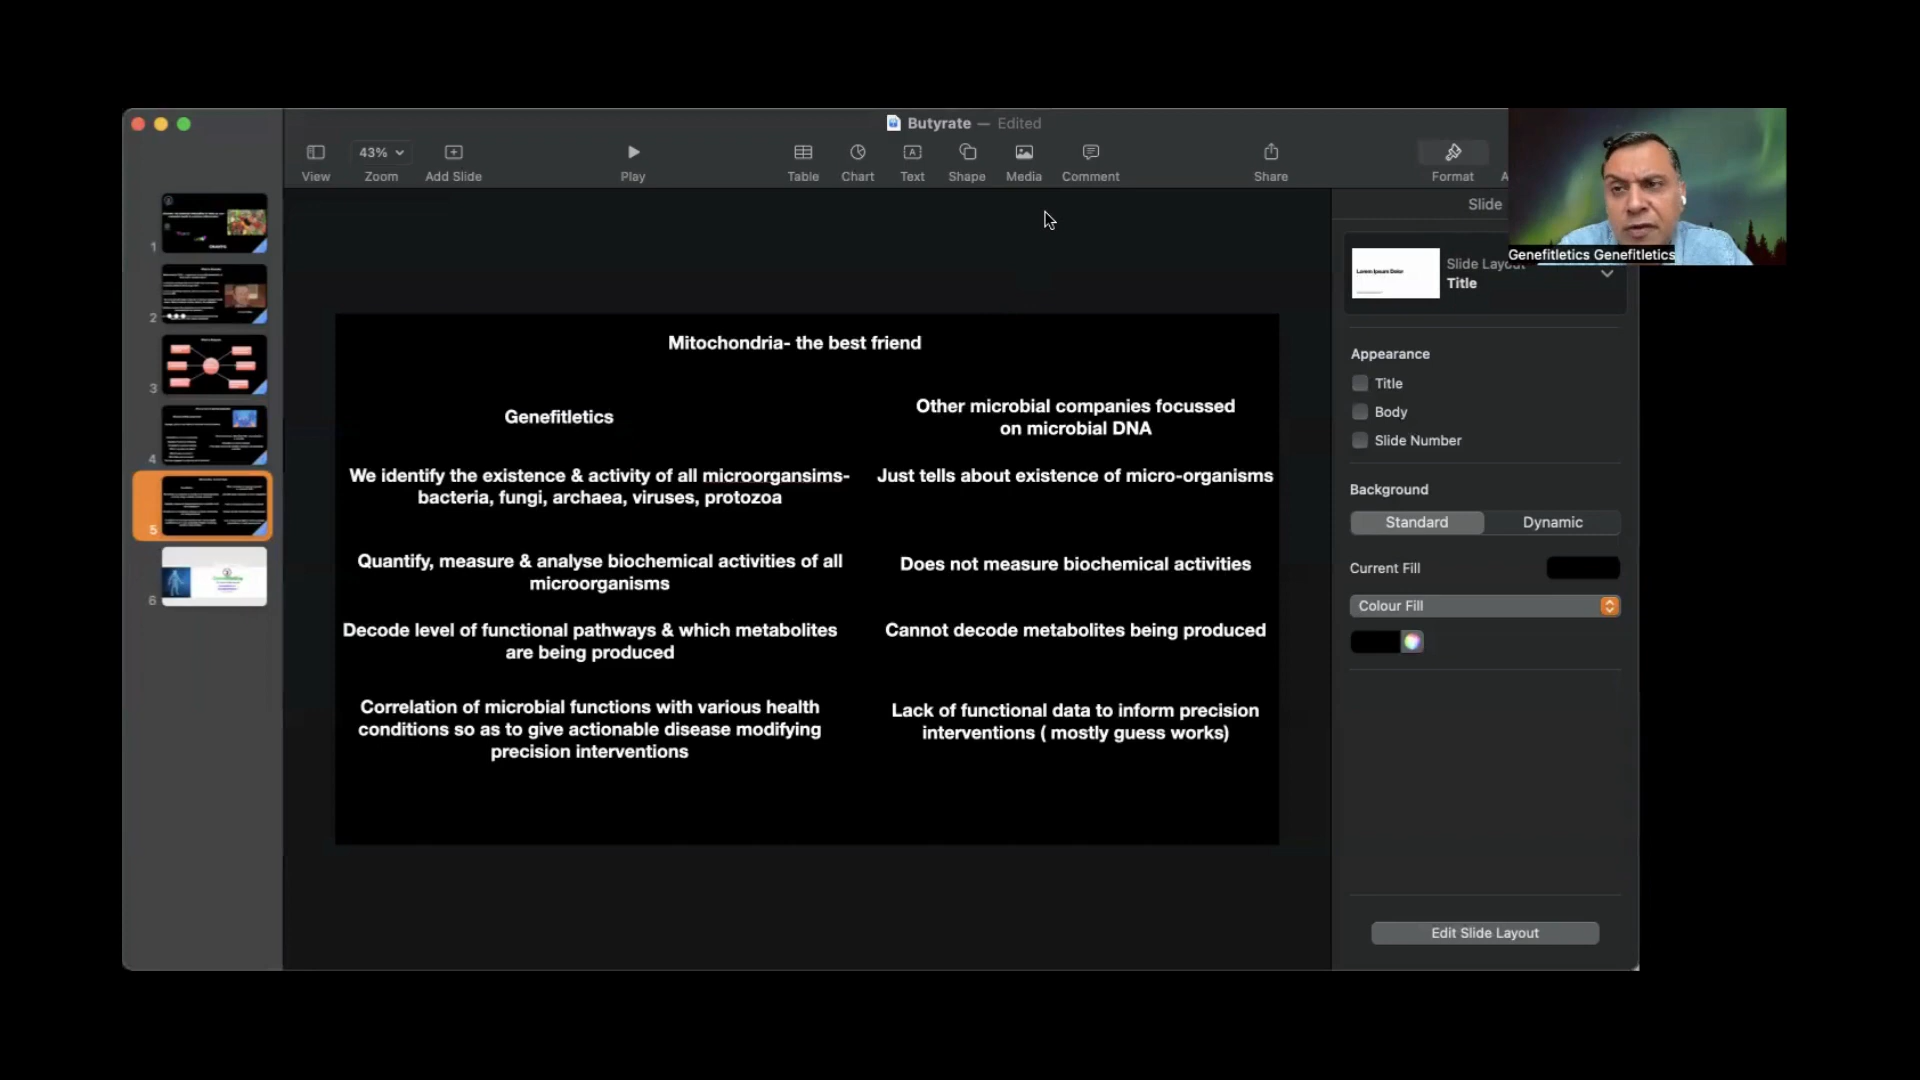 Butyrate — Edited
43%
View
Zoom
Add Slide
Play
Table
Chart
Text
Shape
Media
Comment
Share
Format
1
2
3
4
5
6
Mitochondria- the best friend
Genefitletics
Other microbial companies focussed
on microbial DNA
We identify the existence & activity of all microorgansims-
bacteria, fungi, archaea, viruses, protozoa
Just tells about existence of micro-organisms
Quantify, measure & analyse biochemical activities of all
microorganisms
Does not measure biochemical activities
Decode level of functional pathways & which metabolites
are being produced
Cannot decode metabolites being produced
Correlation of microbial functions with various health
conditions so as to give actionable disease modifying
precision interventions
Lack of functional data to inform precision
interventions ( mostly guess works)
Slide
Genefitletics Genefitletics
Lorem Ipsum Dolor
Slide Layout
Title
Appearance
Title
Body
Slide Number
Background
Standard
Dynamic
Current Fill
Colour Fill
Edit Slide Layout